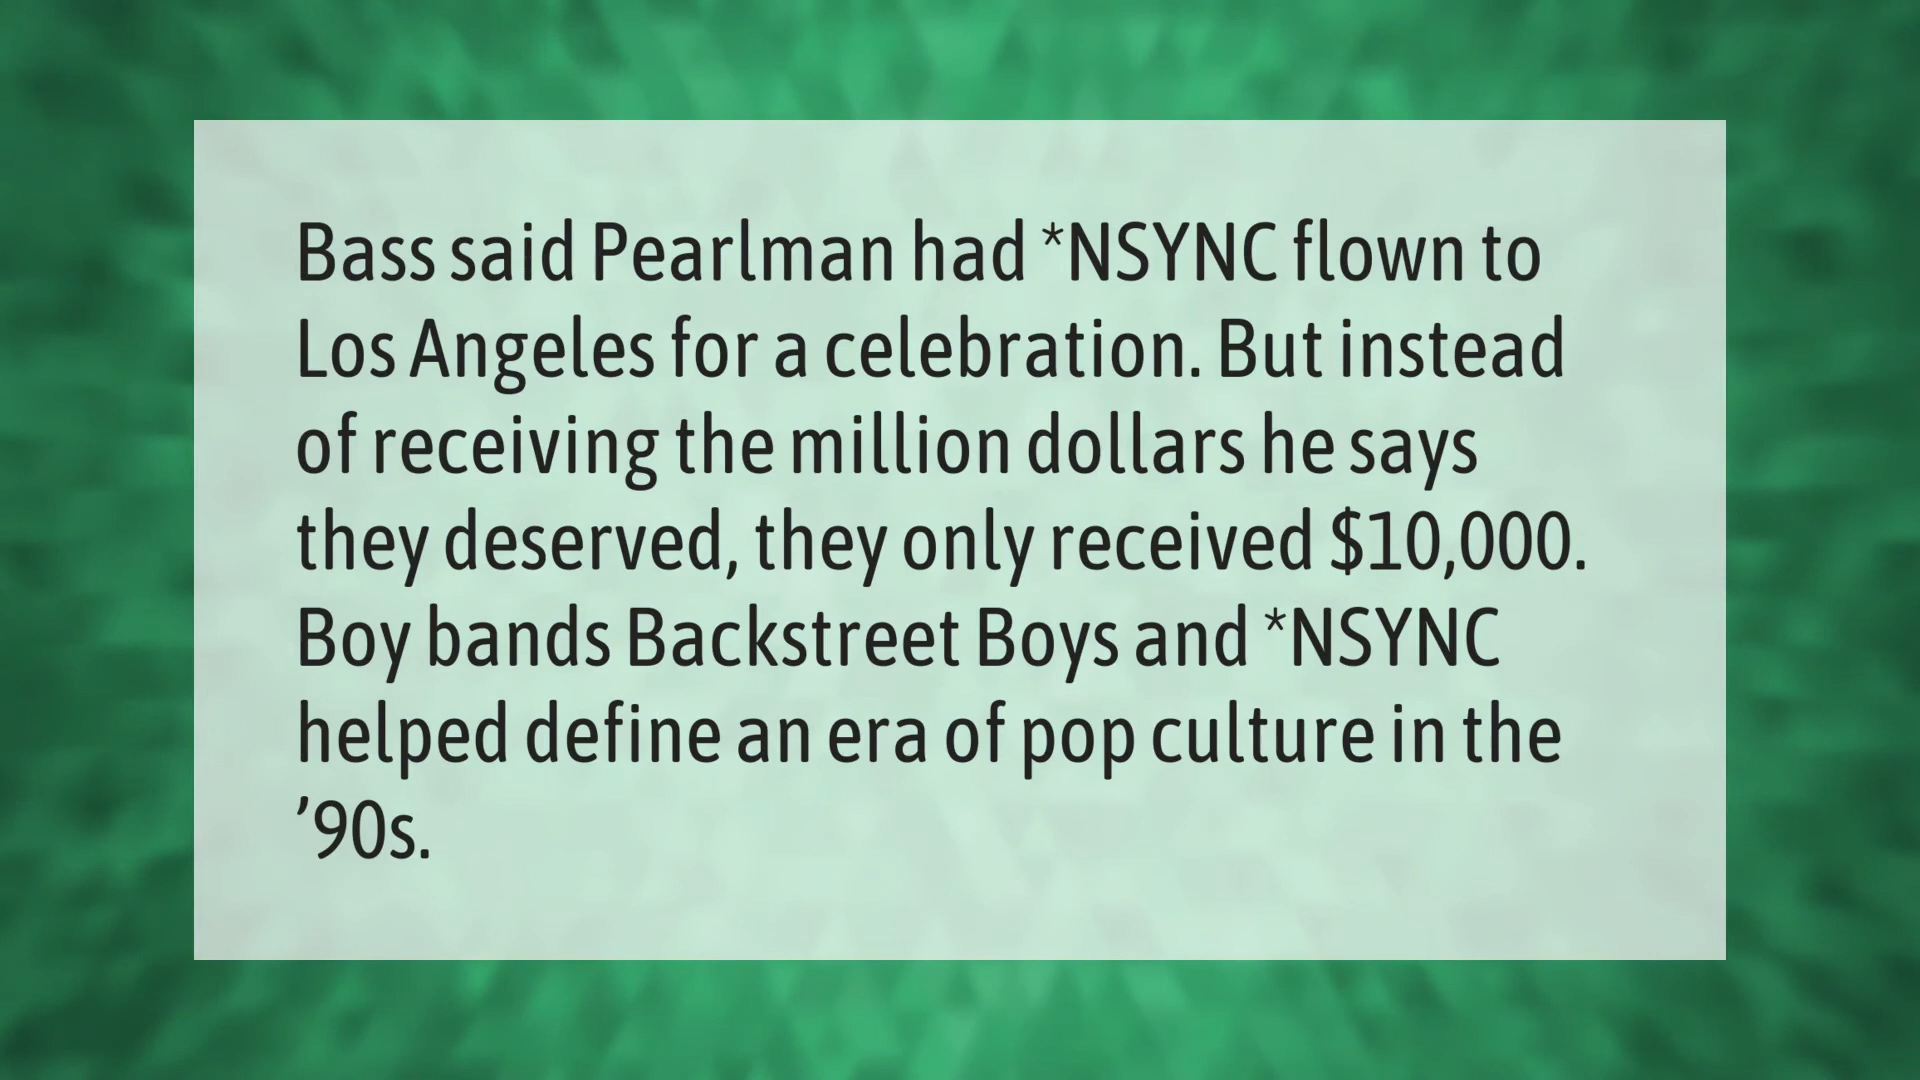 Bass said Pearlman had *NSYNC flown to
Los Angeles for a celebration. But instead
of receiving the million dollars he says
they deserved, they only received $10,000.
Boy bands Backstreet Boys and *NSYNC
helped define an era of pop culture in the
’90s.